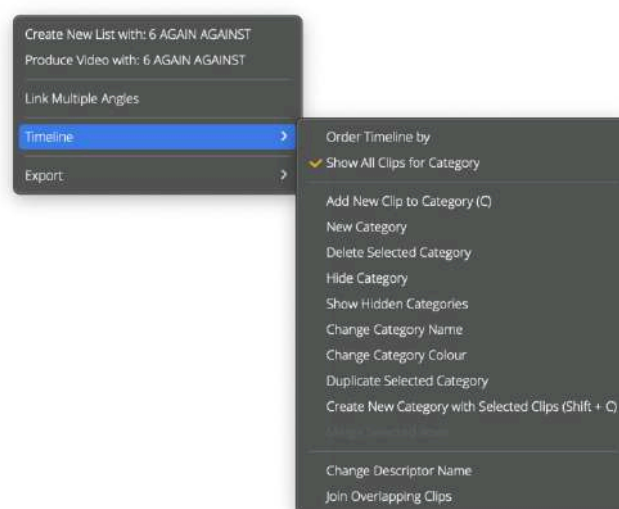 Create New List with: 6 AGAIN AGAINST
Produce Video with: 6 AGAIN AGAINST
Link Multiple Angles
Timeline
Export
Order Timeline by
Show All Clips for Category
Add New Clip to Category (C)
New Category
Delete Selected Category
Hide Category
Show Hidden Categories
Change Category Name
Change Category Colour
Duplicate Selected Category
Create New Category with Selected Clips (Shift + C)
Change Descriptor Name
Join Overlapping Clips